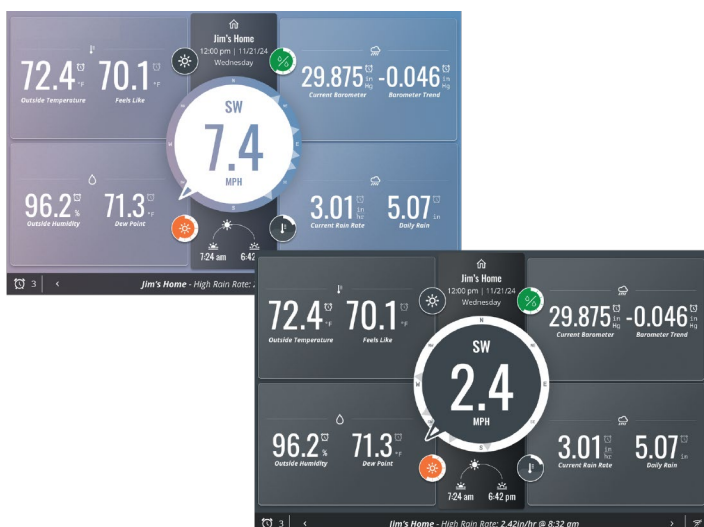 Jim's Home
12:00 pm | 11/21/24
Wednesday
72.4 °F 70.1 °F
Outside Temperature Feels Like
29.875 in Hg -0.046 in Hg
Current Barometer Barometer Trend
N
SW
7.4
MPH
W E
S
96.2 % 71.3 °F
Outside Humidity Dew Point
3.01 in hr 5.07 in
Current Rain Rate Daily Rain
7:24 am 6:42
3 ‹ Jim's Home - High Rain Rate:
Jim's Home
12:00 pm | 11/21/24
Wednesday
72.4 °F 70.1 °F
Outside Temperature Feels Like
29.875 in Hg -0.046 in Hg
Current Barometer Barometer Trend
N
SW
2.4
MPH
W E
S
96.2 % 71.3 °F
Outside Humidity Dew Point
3.01 in hr 5.07 in
Current Rain Rate Daily Rain
7:24 am 6:42 pm
3 ‹ Jim's Home - High Rain Rate: 2.42in/hr @ 8:32 am ›